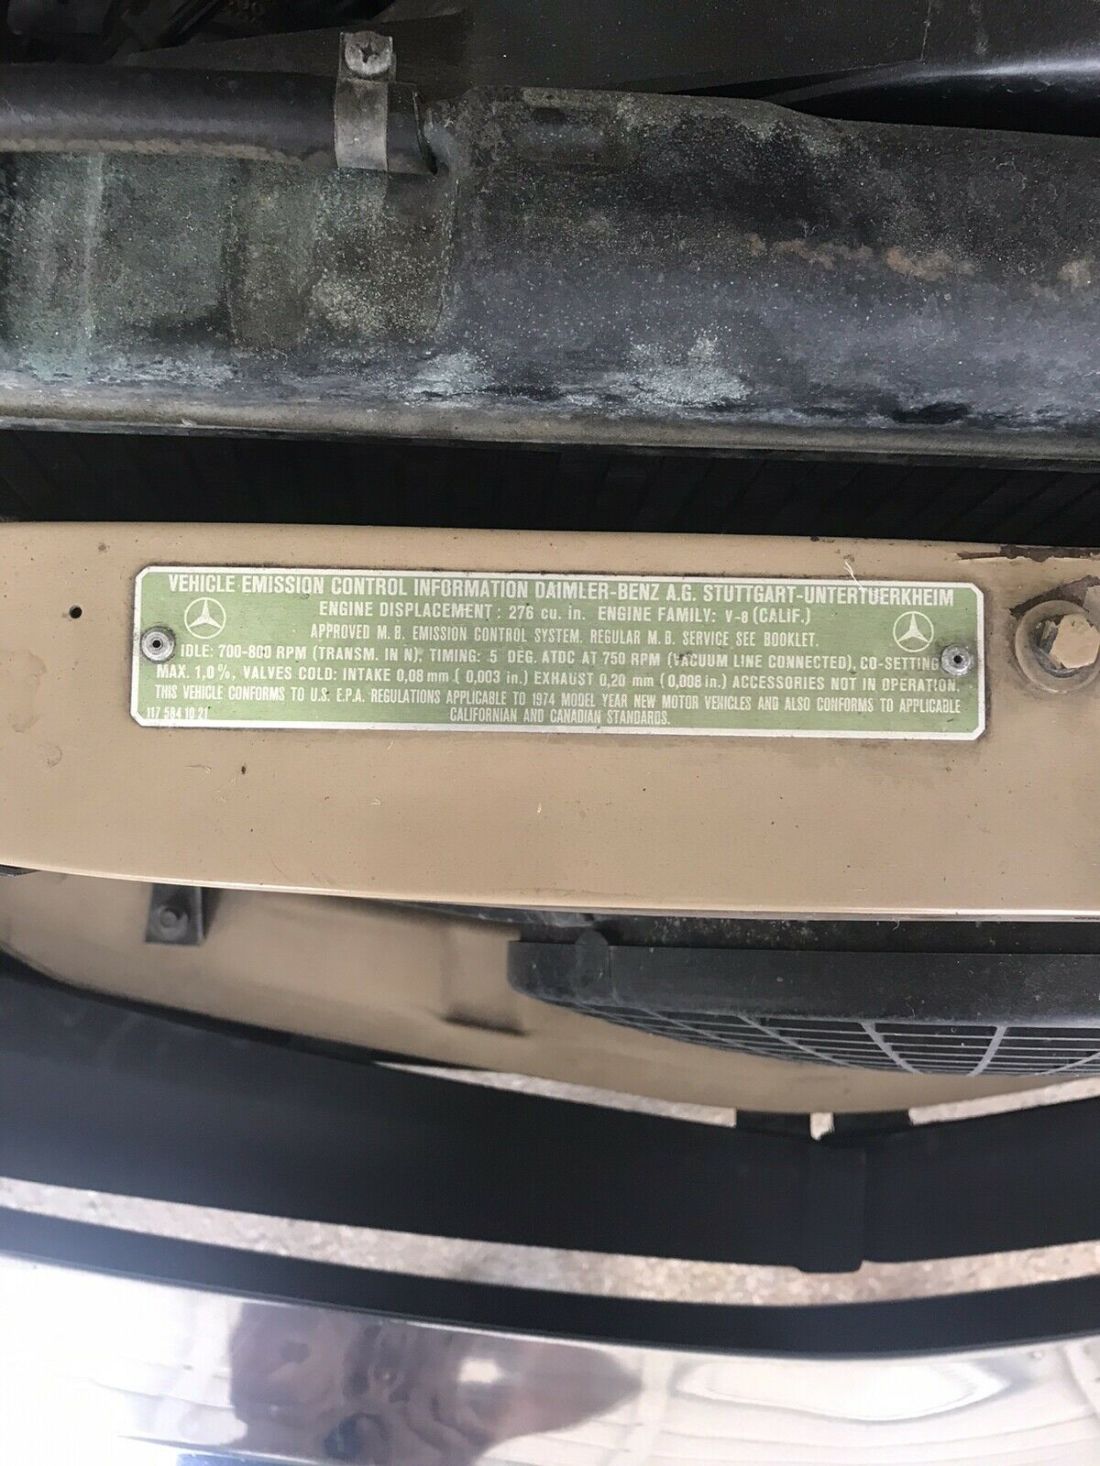 VEHICLE EMISSION CONTROL INFORMATION DAIMLER-BENZ A.G. STUTTGART-UNTERTUERKHEIM
ENGINE DISPLACEMENT: 276 cu. in. ENGINE FAMILY: V-8 (CALIF.)
APPROVED M.B. EMISSION CONTROL SYSTEM. REGULAR M.B. SERVICE SEE BOOKLET.
IDLE: 700-800 RPM (TRANSM. IN N), TIMING: 5 DEG. ATDC AT 750 RPM (VACUUM LINE CONNECTED), CO-SETTING
MAX. 1,0%, VALVES COLD: INTAKE 0,08 mm ( 0,003 in.) EXHAUST 0,20 mm (0,008 in.) ACCESSORIES NOT IN OPERATION.
THIS VEHICLE CONFORMS TO U.S. E.P.A. REGULATIONS APPLICABLE TO 1974 MODEL YEAR NEW MOTOR VEHICLES AND ALSO CONFORMS TO APPLICABLE
117 584 10 21 CALIFORNIAN AND CANADIAN STANDARDS.